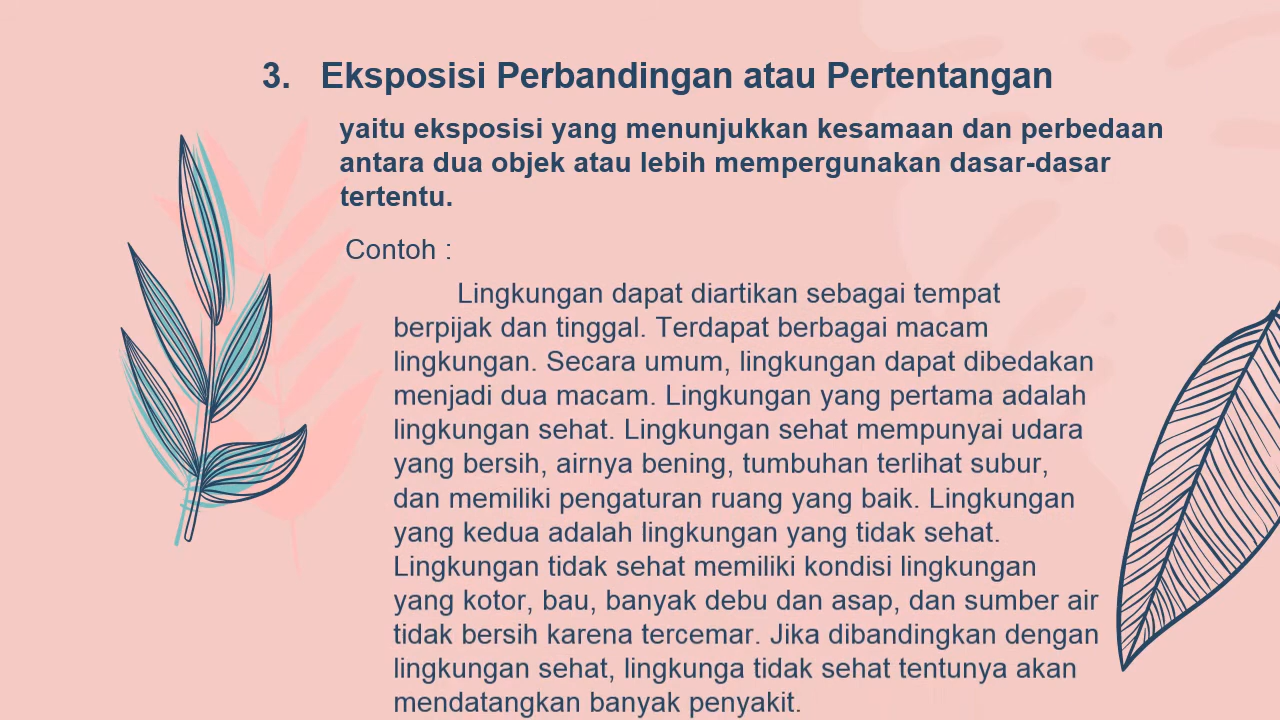 3. Eksposisi Perbandingan atau Pertentangan
yaitu eksposisi yang menunjukkan kesamaan dan perbedaan
antara dua objek atau lebih mempergunakan dasar-dasar
tertentu.
Contoh :
Lingkungan dapat diartikan sebagai tempat
berpijak dan tinggal. Terdapat berbagai macam
lingkungan. Secara umum, lingkungan dapat dibedakan
menjadi dua macam. Lingkungan yang pertama adalah
lingkungan sehat. Lingkungan sehat mempunyai udara
yang bersih, airnya bening, tumbuhan terlihat subur,
dan memiliki pengaturan ruang yang baik. Lingkungan
yang kedua adalah lingkungan yang tidak sehat.
Lingkungan tidak sehat memiliki kondisi lingkungan
yang kotor, bau, banyak debu dan asap, dan sumber air
tidak bersih karena tercemar. Jika dibandingkan dengan
lingkungan sehat, lingkunga tidak sehat tentunya akan
mendatangkan banyak penyakit.